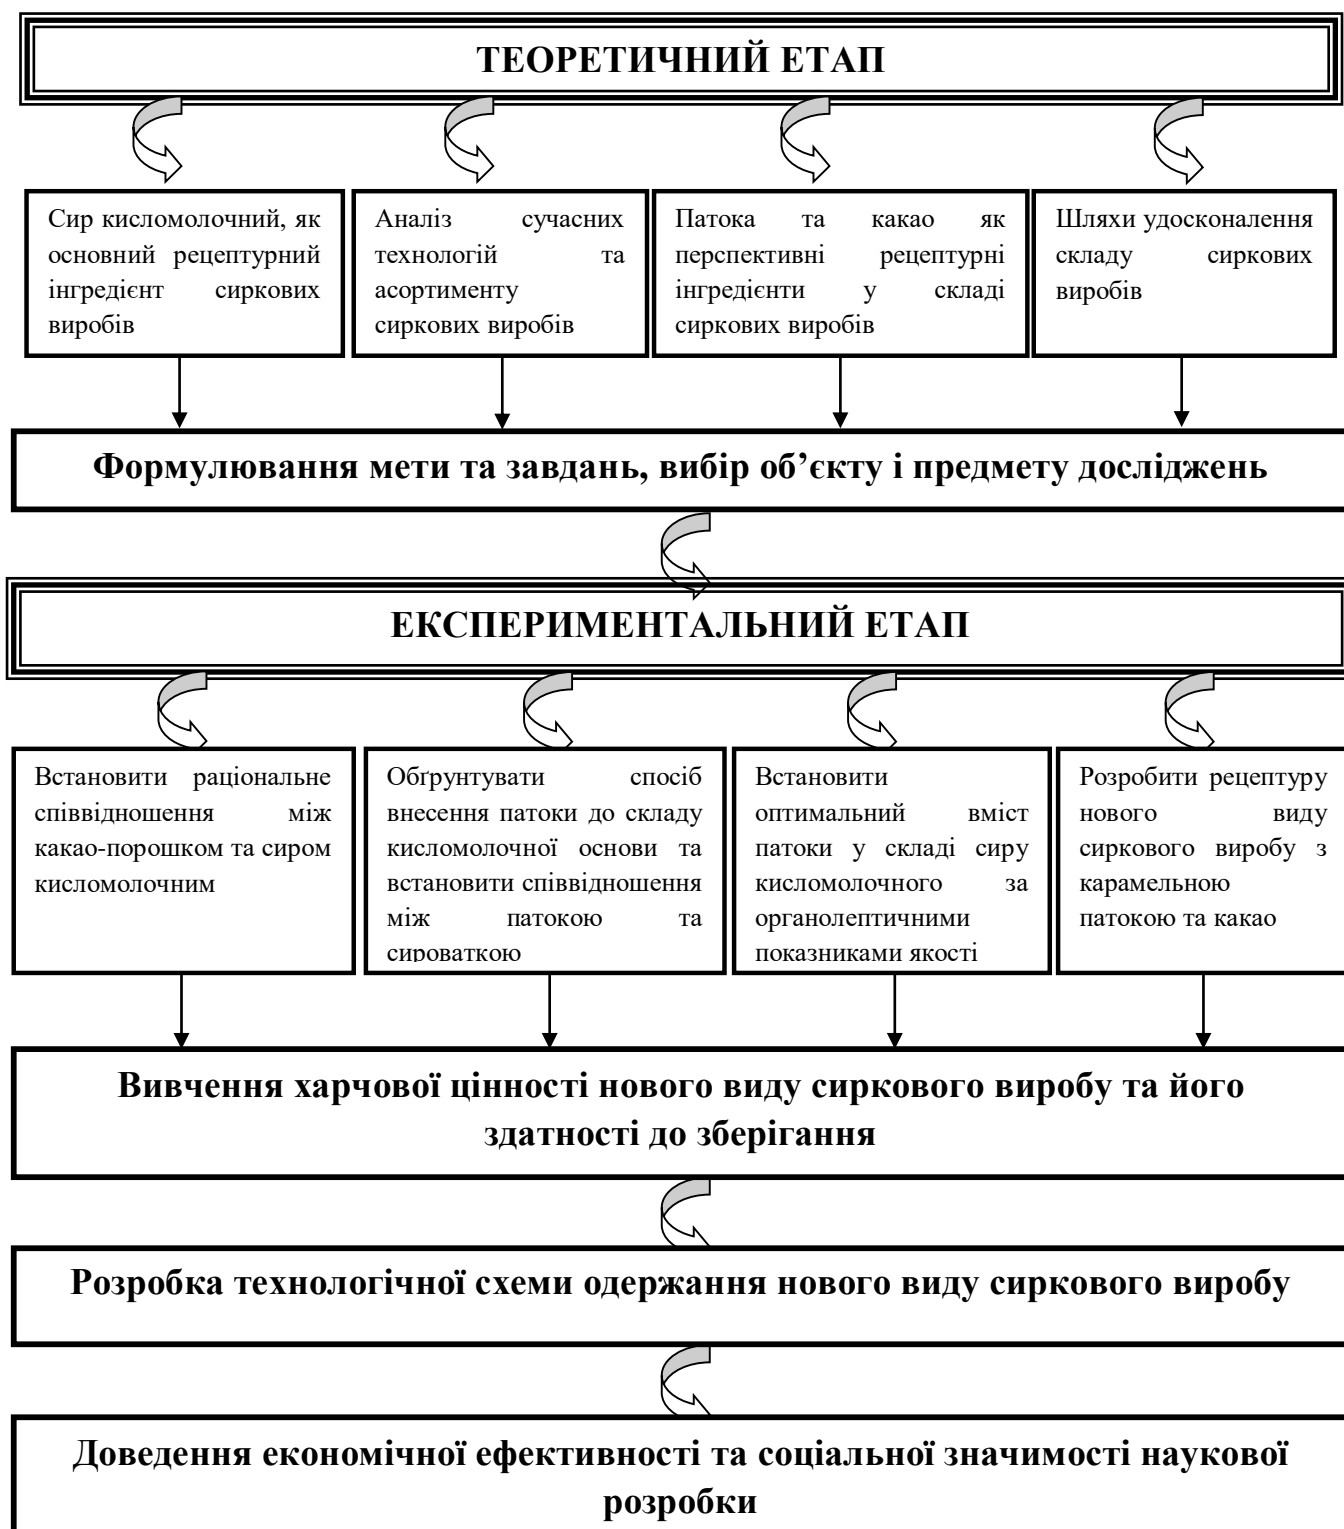 ТЕОРЕТИЧНИЙ ЕТАП
Сир кисломолочний, як
основний рецептурний
інгредієнт сиркових
виробів
Аналіз сучасних
технологій та
асортименту
сиркових виробів
Патока та какао як
перспективні рецептурні
інгредієнти у складі
сиркових виробів
Шляхи удосконалення
складу сиркових
виробів
Формулювання мети та завдань, вибір об’єкту і предмету досліджень
ЕКСПЕРИМЕНТАЛЬНИЙ ЕТАП
Встановити раціональне
співвідношення між
какао-порошком та сиром
кисломолочним
Обґрунтувати спосіб
внесення патоки до складу
кисломолочної основи та
встановити співвідношення
між патокою та
сироваткою
Встановити
оптимальний вміст
патоки у складі сиру
кисломолочного за
органолептичними
показниками якості
Розробити рецептуру
нового виду
сиркового виробу з
карамельною
патокою та какао
Вивчення харчової цінності нового виду сиркового виробу та його
здатності до зберігання
Розробка технологічної схеми одержання нового виду сиркового виробу
Доведення економічної ефективності та соціальної значимості наукової
розробки